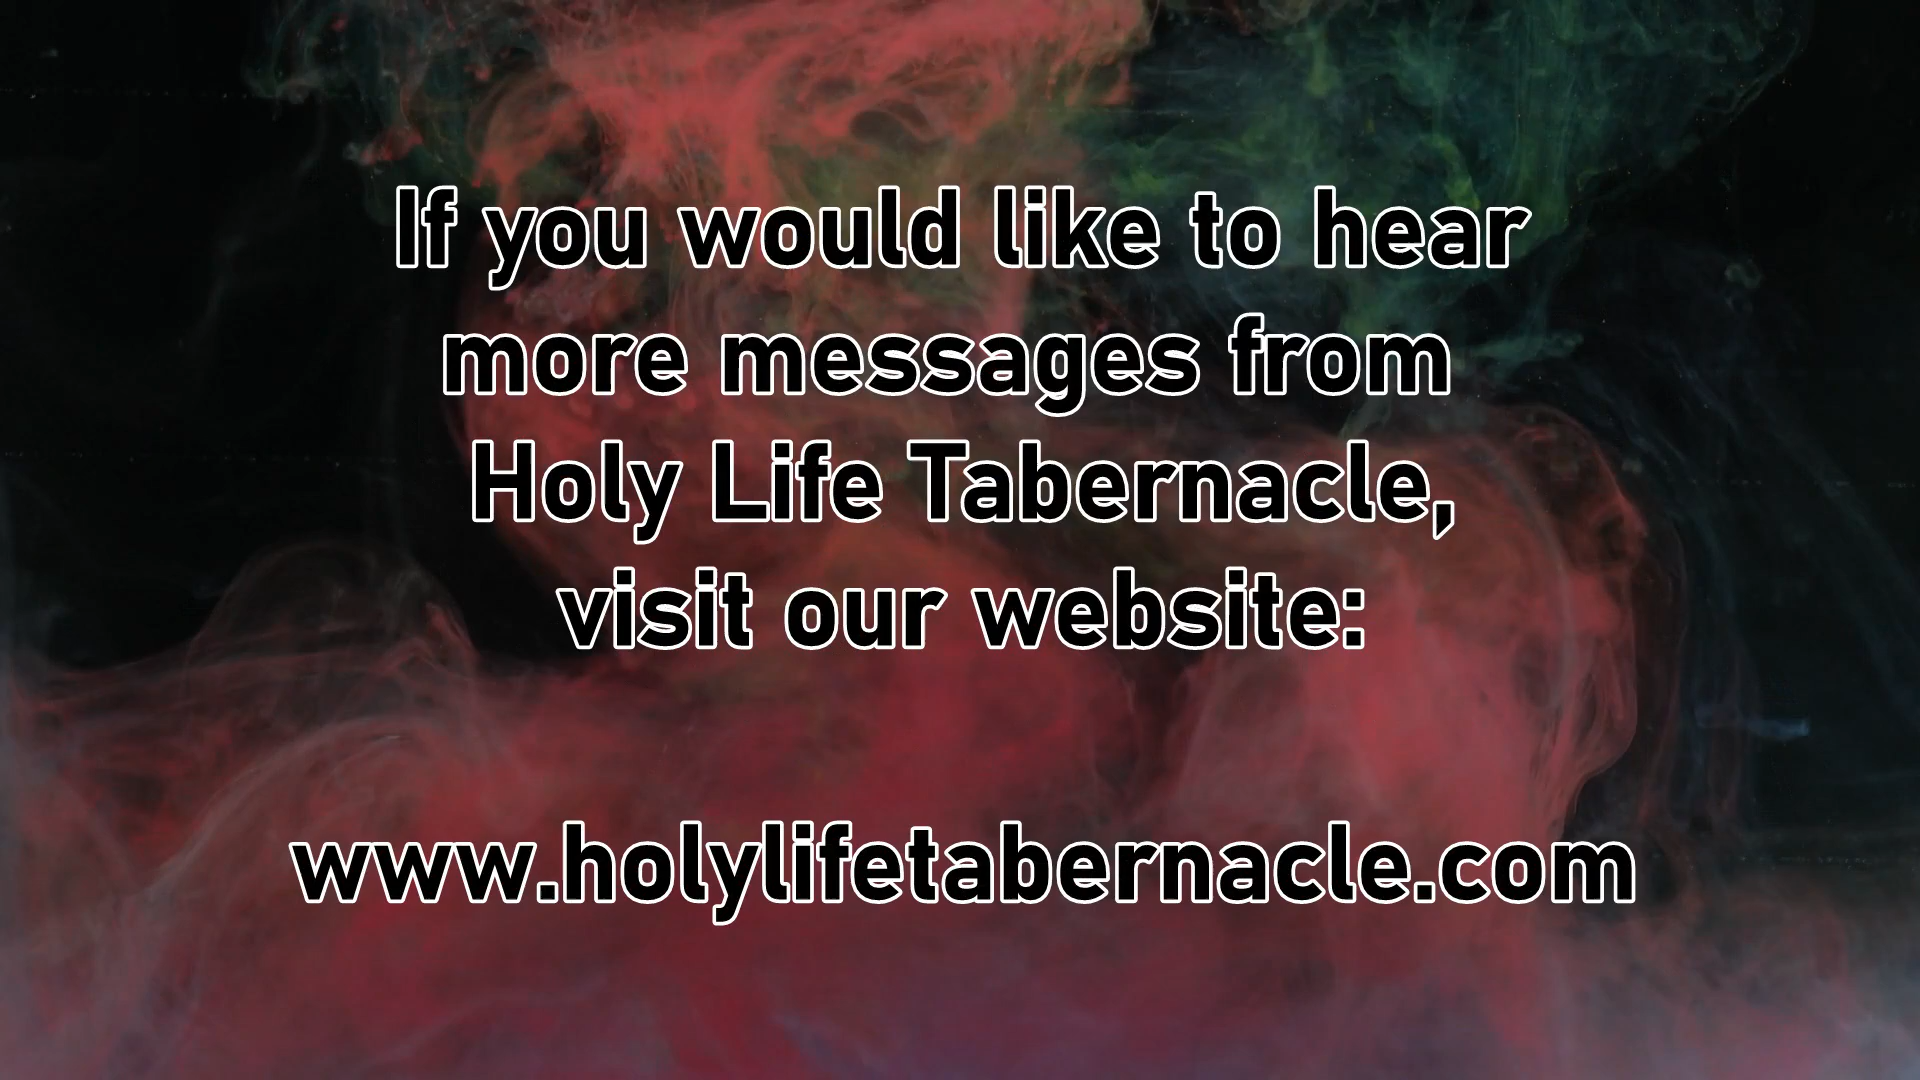 If you would like to hear
more messages from
Holy Life Tabernacle,
visit our website:
www.holylifetabernacle.com